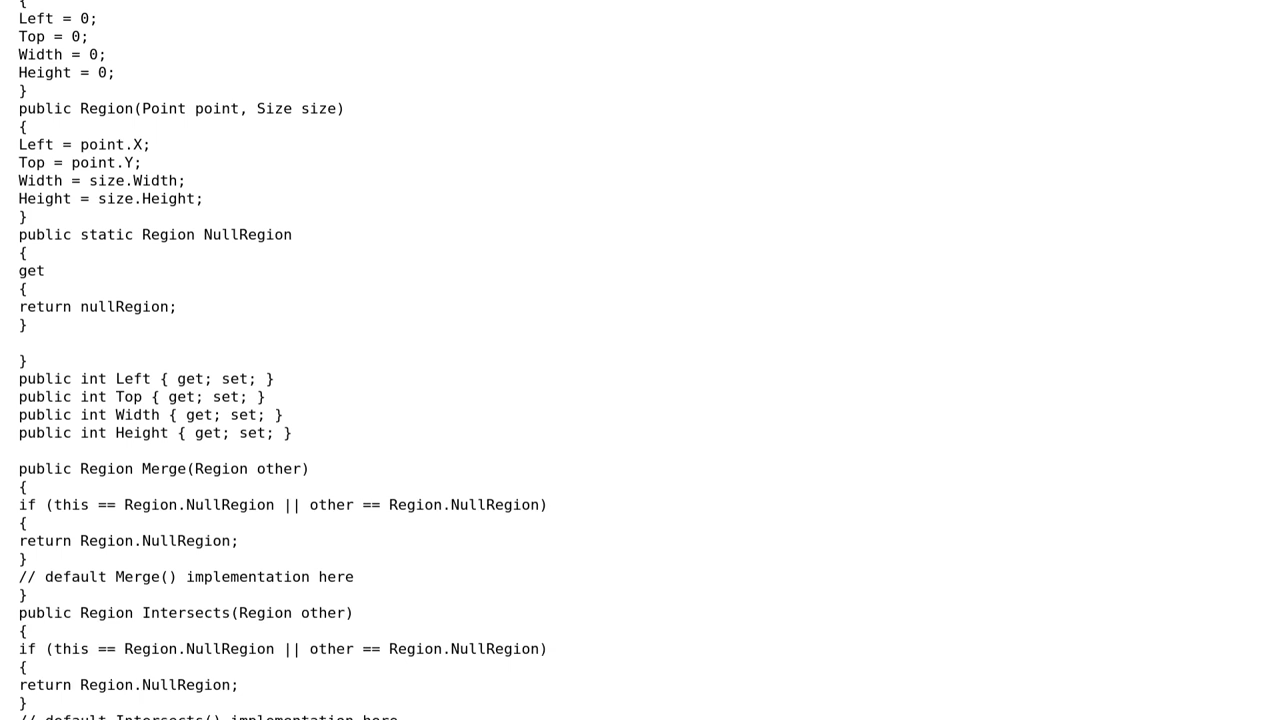 {
Left = 0;
Top = 0;
Width = 0;
Height = 0;
}
public Region(Point point, Size size)
{
Left = point.X;
Top = point.Y;
Width = size.Width;
Height = size.Height;
}
public static Region NullRegion
{
get
{
return nullRegion;
}
}
public int Left { get; set; }
public int Top { get; set; }
public int Width { get; set; }
public int Height { get; set; }
public Region Merge(Region other)
{
if (this == Region.NullRegion || other == Region.NullRegion)
{
return Region.NullRegion;
}
// default Merge() implementation here
}
public Region Intersects(Region other)
{
if (this == Region.NullRegion || other == Region.NullRegion)
{
return Region.NullRegion;
}
// default Intersects() implementation here